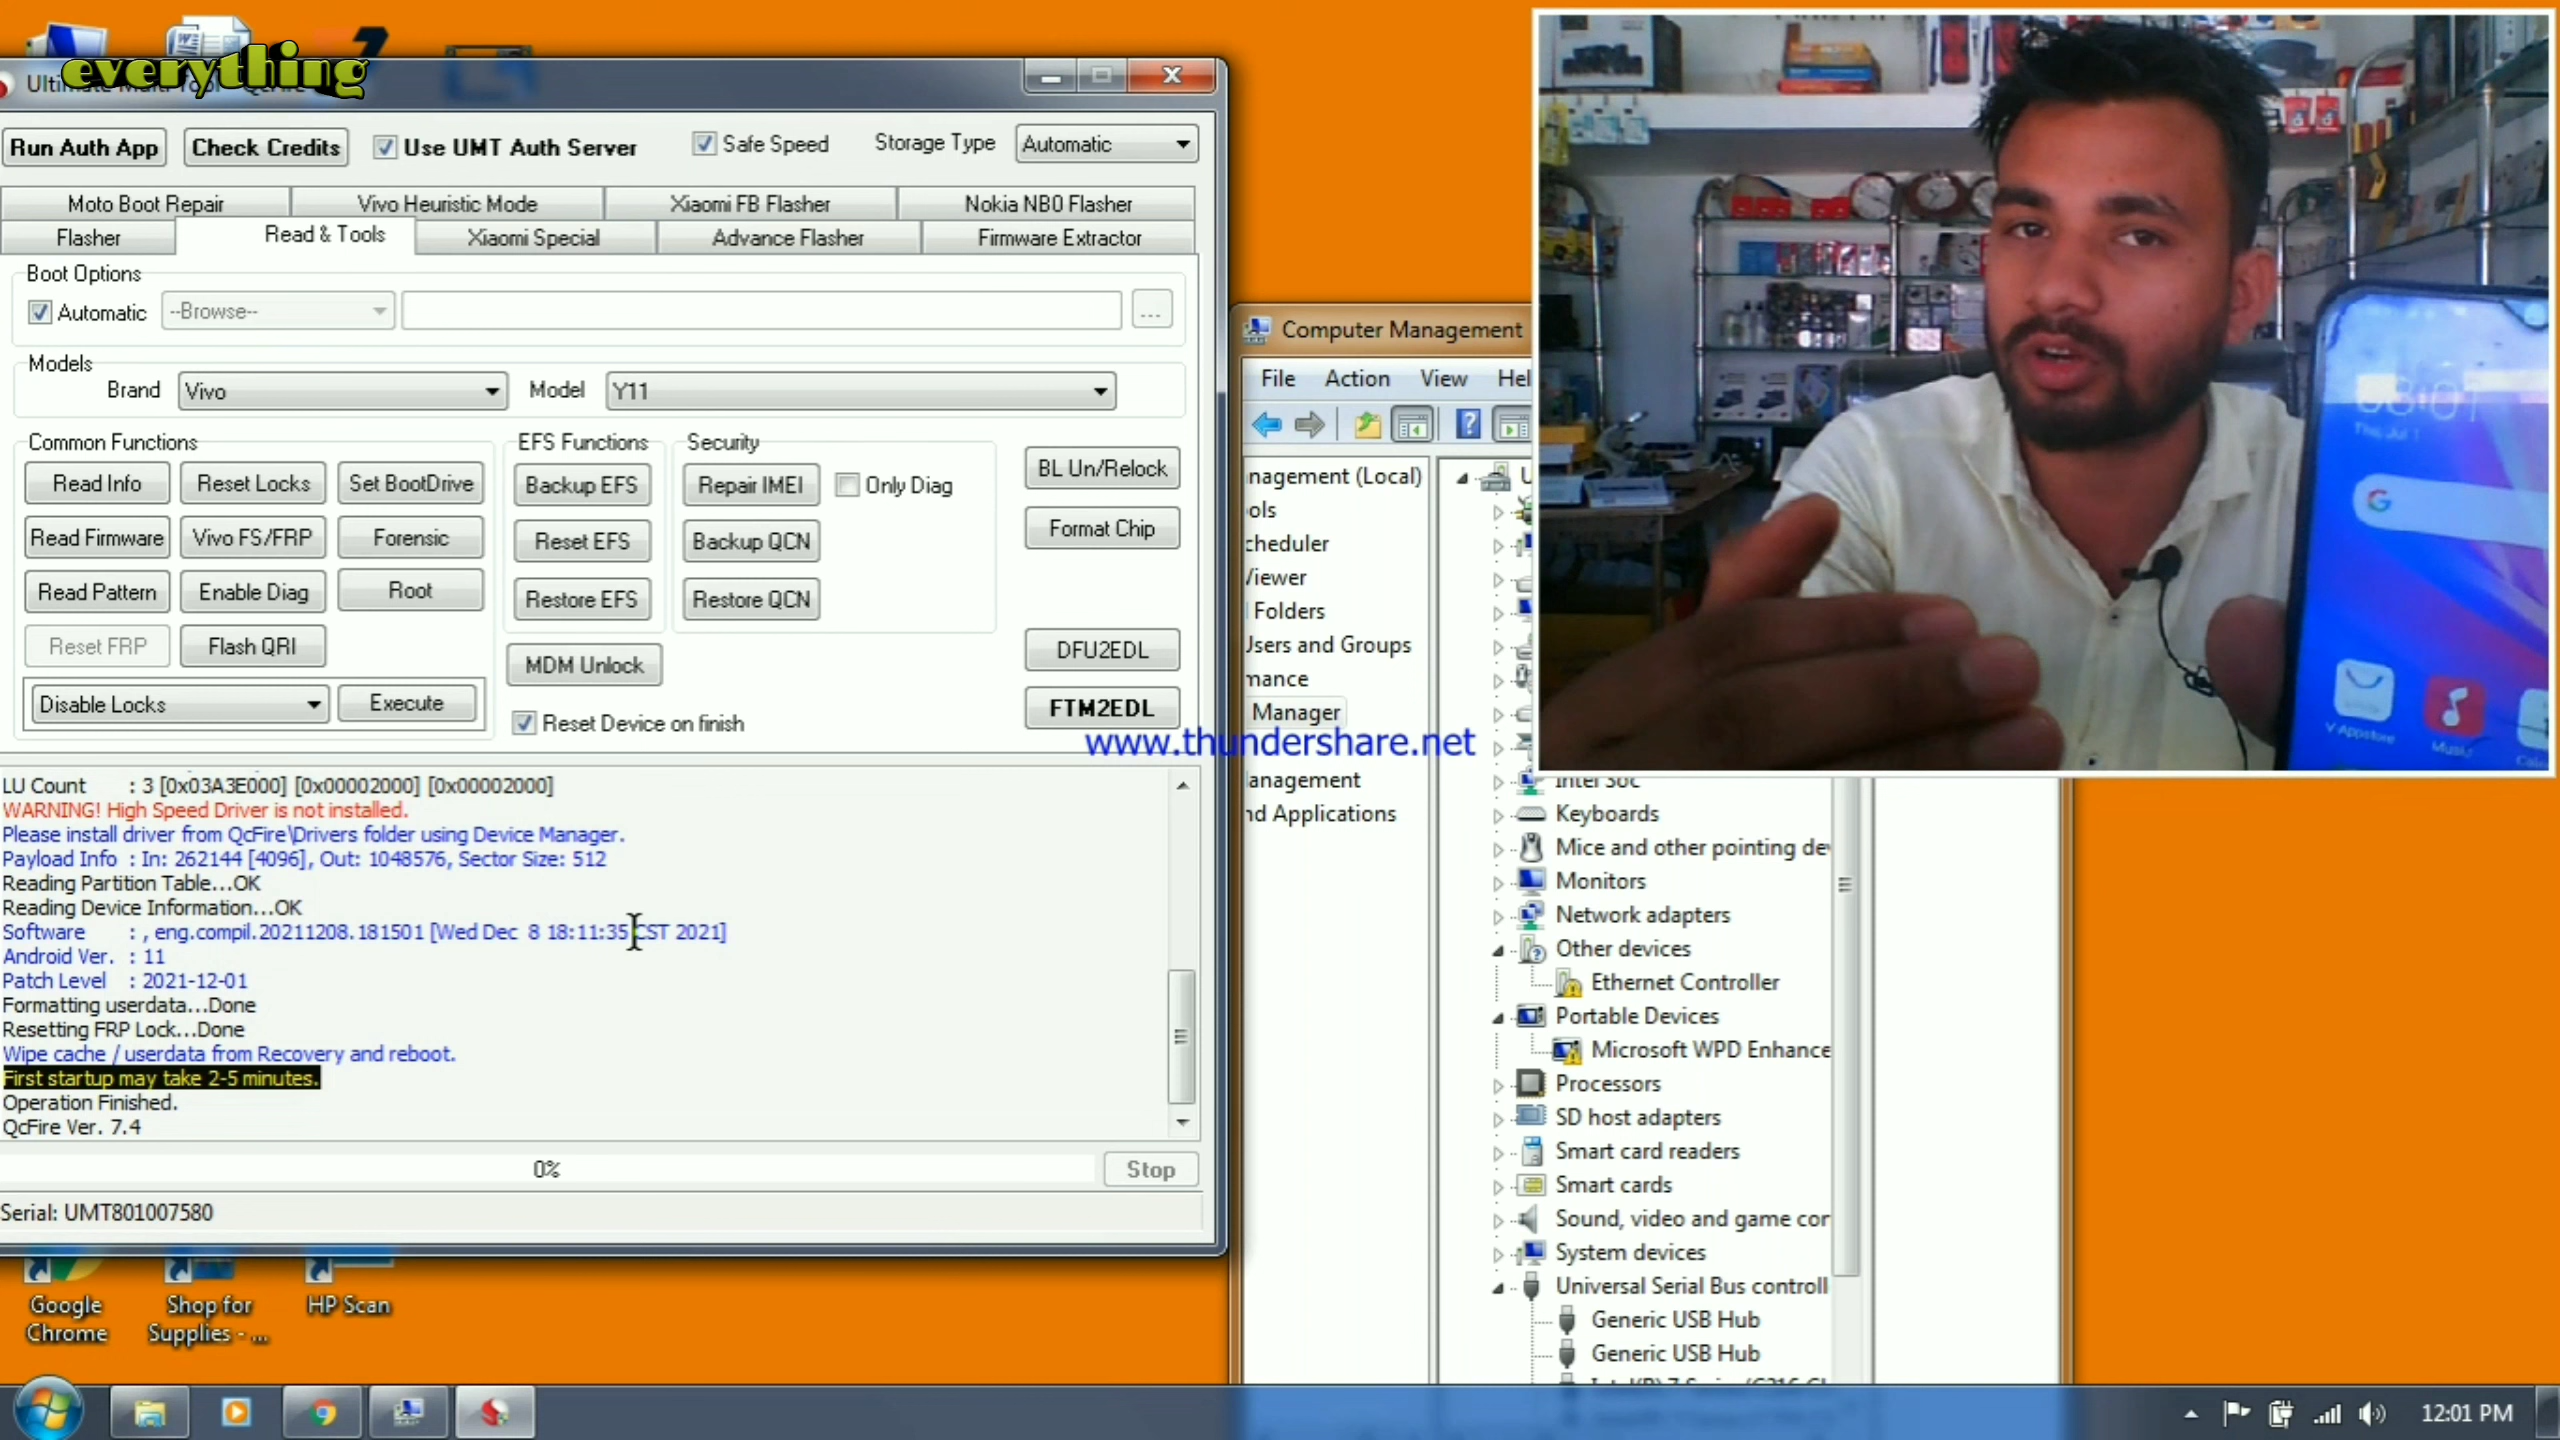 everything
Run Auth App
Check Credits
Use UMT Auth Server
Safe Speed
Storage Type
Automatic
Moto Boot Repair
Vivo Heuristic Mode
Xiaomi FB Flasher
Nokia NB0 Flasher
Flasher
Read & Tools
Xiaomi Special
Advance Flasher
Firmware Extractor
Boot Options
Automatic
--Browse--
...
Models
Brand
Vivo
Model
Y11
Common Functions
EFS Functions
Security
Read Info
Reset Locks
Set BootDrive
Backup EFS
Repair IMEI
Only Diag
BL Un/Relock
Read Firmware
Vivo FS/FRP
Forensic
Reset EFS
Backup QCN
Format Chip
Read Pattern
Enable Diag
Root
Restore EFS
Restore QCN
Reset FRP
Flash QRI
MDM Unlock
DFU2EDL
Disable Locks
Execute
Reset Device on finish
FTM2EDL
www.thundershare.net
LU Count : 3 [0x03A3E000] [0x00002000] [0x00002000]
WARNING! High Speed Driver is not installed.
Please install driver from QcFire\Drivers folder using Device Manager.
Payload Info : In: 262144 [4096], Out: 1048576, Sector Size: 512
Reading Partition Table...OK
Reading Device Information...OK
Software : , eng.compil.20211208.181501 [Wed Dec 8 18:11:35 CST 2021]
Android Ver. : 11
Patch Level : 2021-12-01
Formatting userdata...Done
Resetting FRP Lock...Done
Wipe cache / userdata from Recovery and reboot.
First startup may take 2-5 minutes.
Operation Finished.
QcFire Ver. 7.4
0%
Stop
Serial: UMT801007580
Google
Chrome
Shop for
Supplies - ...
HP Scan
Computer Management
File
Action
View
Hel
nagement (Local)
ols
cheduler
Viewer
l Folders
Users and Groups
mance
Manager
anagement
nd Applications
Intel SoC
Keyboards
Mice and other pointing de
Monitors
Network adapters
Other devices
Ethernet Controller
Portable Devices
Microsoft WPD Enhance
Processors
SD host adapters
Smart card readers
Smart cards
Sound, video and game cor
System devices
Universal Serial Bus controll
Generic USB Hub
Generic USB Hub
08:01
Thu, Jul 1
V-Appstore
Music
12:01 PM